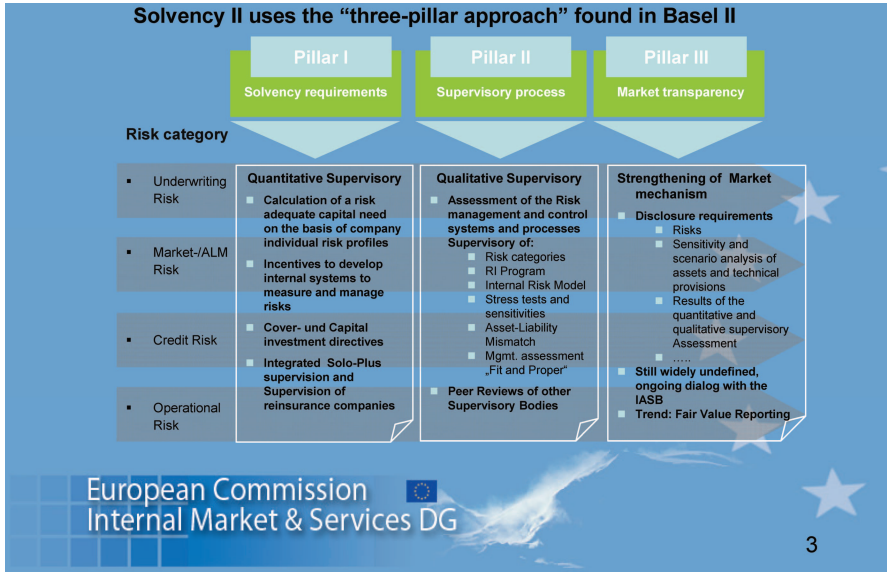 Solvency II uses the “three-pillar approach” found in Basel II
Pillar I
Solvency requirements
Pillar II
Supervisory process
Pillar III
Market transparency
Risk category
▪ Underwriting
Risk
▪ Market-/ALM
Risk
▪ Credit Risk
▪ Operational
Risk
Quantitative Supervisory
Calculation of a risk
adequate capital need
on the basis of company
individual risk profiles
Incentives to develop
internal systems to
measure and manage
risks
Cover- und Capital
investment directives
Integrated Solo-Plus
supervision and
Supervision of
reinsurance companies
Qualitative Supervisory
Assessment of the Risk
management and control
systems and processes
Supervisory of:
Risk categories
RI Program
Internal Risk Model
Stress tests and
sensitivities
Asset-Liability
Mismatch
Mgmt. assessment
„Fit and Proper“
Peer Reviews of other
Supervisory Bodies
Strengthening of Market
mechanism
Disclosure requirements
Risks
Sensitivity and
scenario analysis of
assets and technical
provisions
Results of the
quantitative and
qualitative supervisory
Assessment
…..
Still widely undefined,
ongoing dialog with the
IASB
Trend: Fair Value Reporting
European Commission
Internal Market & Services DG
3